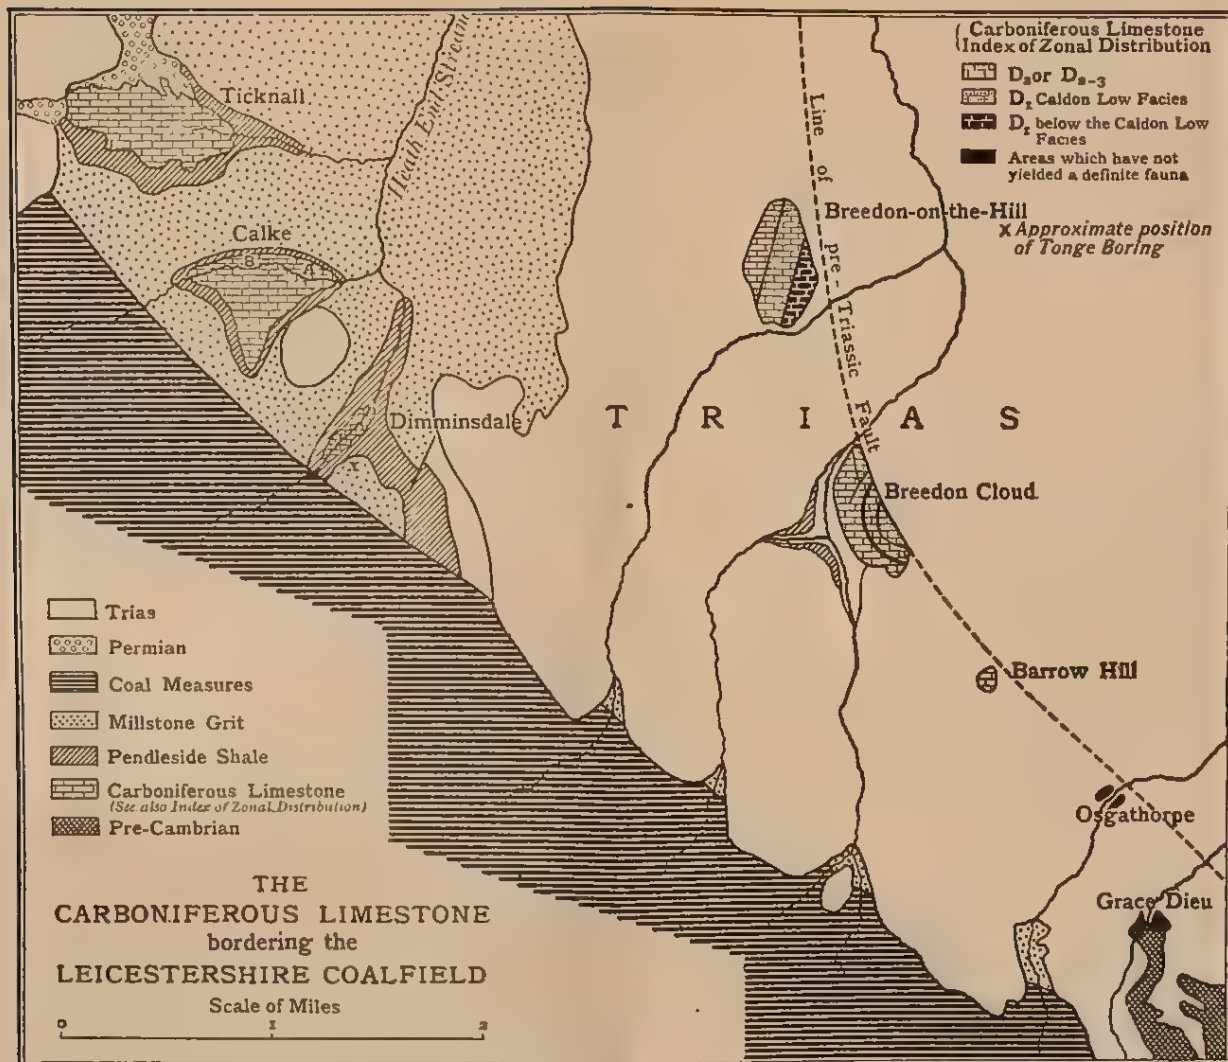 Carboniferous Limestone
Index of Zonal Distribution
D₂ or D₂₋₃
D₁ Caldon Low Facies
D₁ below the Caldon Low
Facies
Areas which have not
yielded a definite fauna
Ticknall
Heath End Stream
Line of pre Triassic Fault
Breedon-on-the-Hill
x Approximate position
of Tonge Boring
Calke
B
A
Dimminsdale
x
TRIAS
Breedon Cloud
Barrow Hill
Osgathorpe
Grace Dieu
Trias
Permian
Coal Measures
Millstone Grit
Pendleside Shale
Carboniferous Limestone
(See also Index of Zonal Distribution)
Pre-Cambrian
THE
CARBONIFEROUS LIMESTONE
bordering the
LEICESTERSHIRE COALFIELD
Scale of Miles
0 1 2